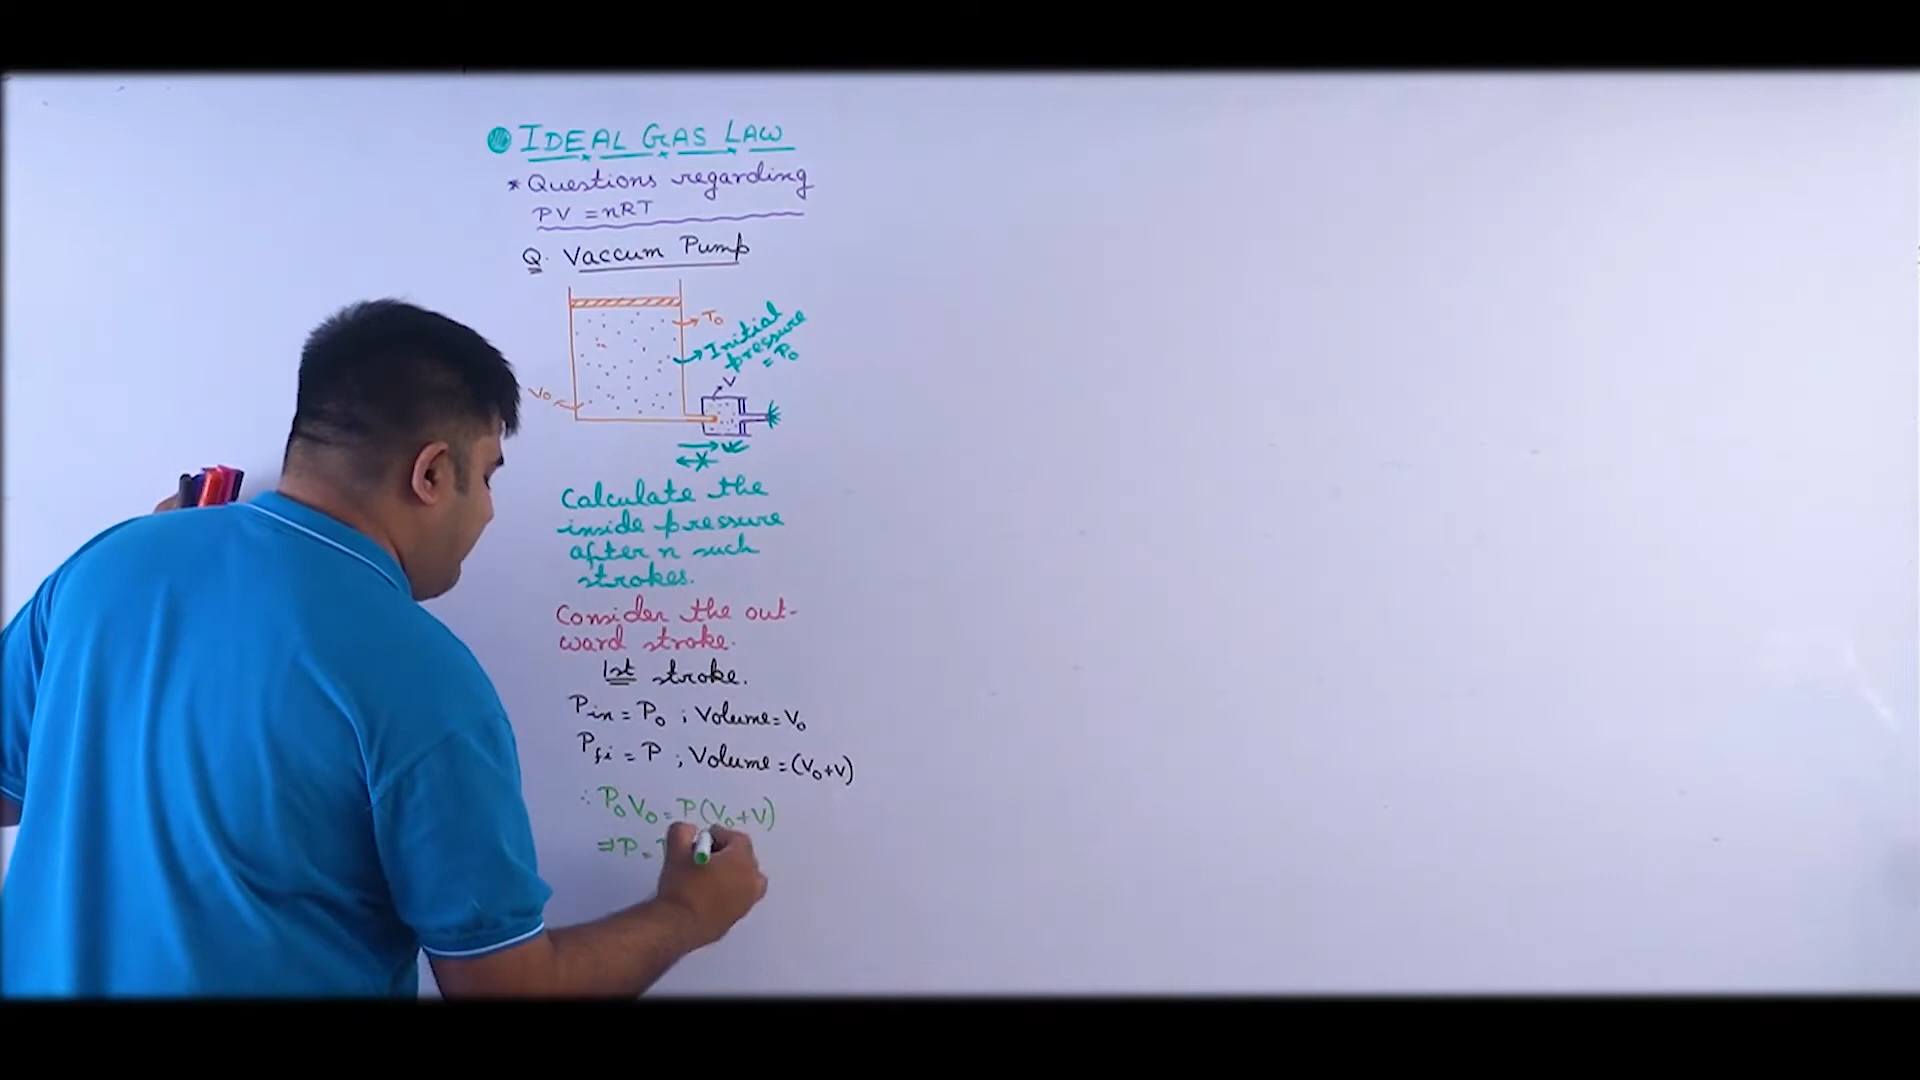 IDEAL GAS LAW
* Questions regarding
PV = nRT
Q. Vaccum Pump
T₀
Initial
pressure
= P₀
V₀
V
Calculate the
inside pressure
after n such
strokes.
Consider the out-
ward stroke.
1st stroke.
Pin = P₀ ; Volume = V₀
Pfi = P ; Volume = (V₀+V)
∴ P₀V₀ = P(V₀+V)
⇒ P =